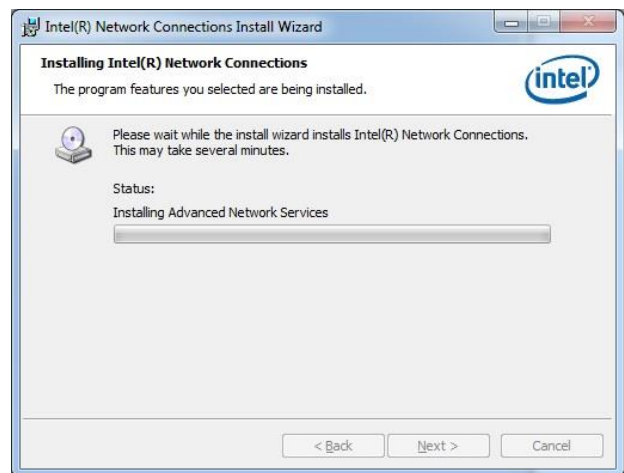 Intel(R) Network Connections Install Wizard
Installing Intel(R) Network Connections
The program features you selected are being installed.
intel
Please wait while the install wizard installs Intel(R) Network Connections.
This may take several minutes.
Status:
Installing Advanced Network Services
< Back
Next >
Cancel